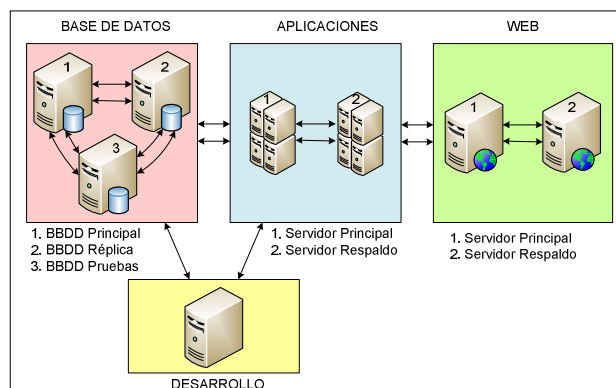 BASE DE DATOS
APLICACIONES
WEB
1
2
3
1
2
1
2
1. BBDD Principal
2. BBDD Réplica
3. BBDD Pruebas
1. Servidor Principal
2. Servidor Respaldo
1. Servidor Principal
2. Servidor Respaldo
DESARROLLO